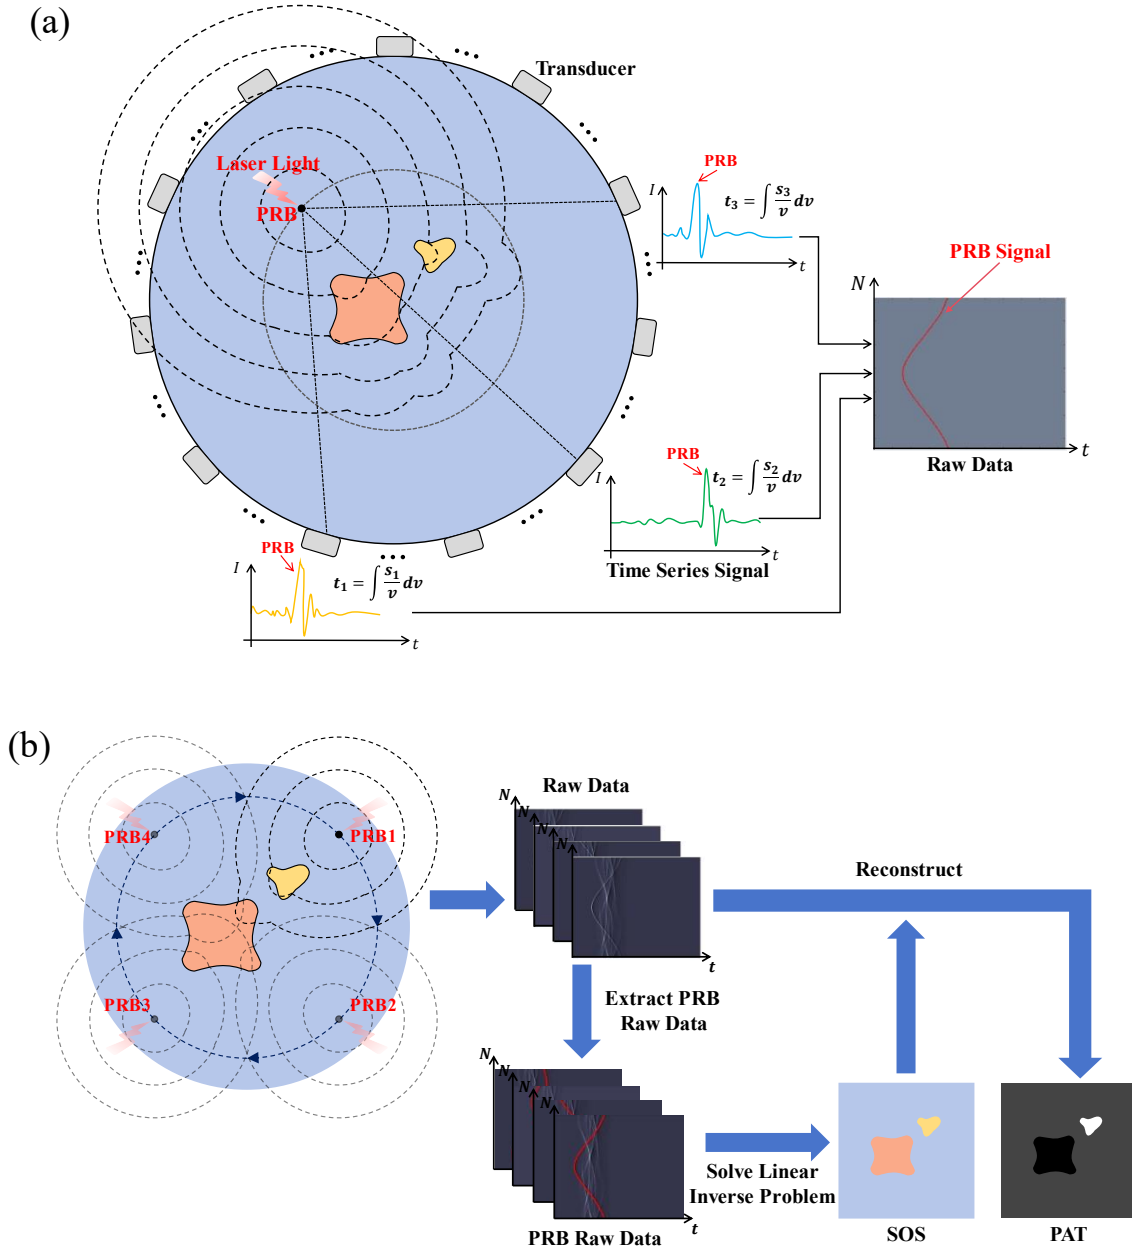 (a)
Transducer
Laser Light
PRB
PRB
I
t₃ = ∫ s₃/v dv
t
PRB Signal
N
t
Raw Data
PRB
I
t₂ = ∫ s₂/v dv
t
Time Series Signal
PRB
I
t₁ = ∫ s₁/v dv
t
(b)
PRB4
PRB1
PRB3
PRB2
Raw Data
N
N
N
N
t
Reconstruct
Extract PRB
Raw Data
N
N
N
N
t
PRB Raw Data
Solve Linear
Inverse Problem
SOS
PAT